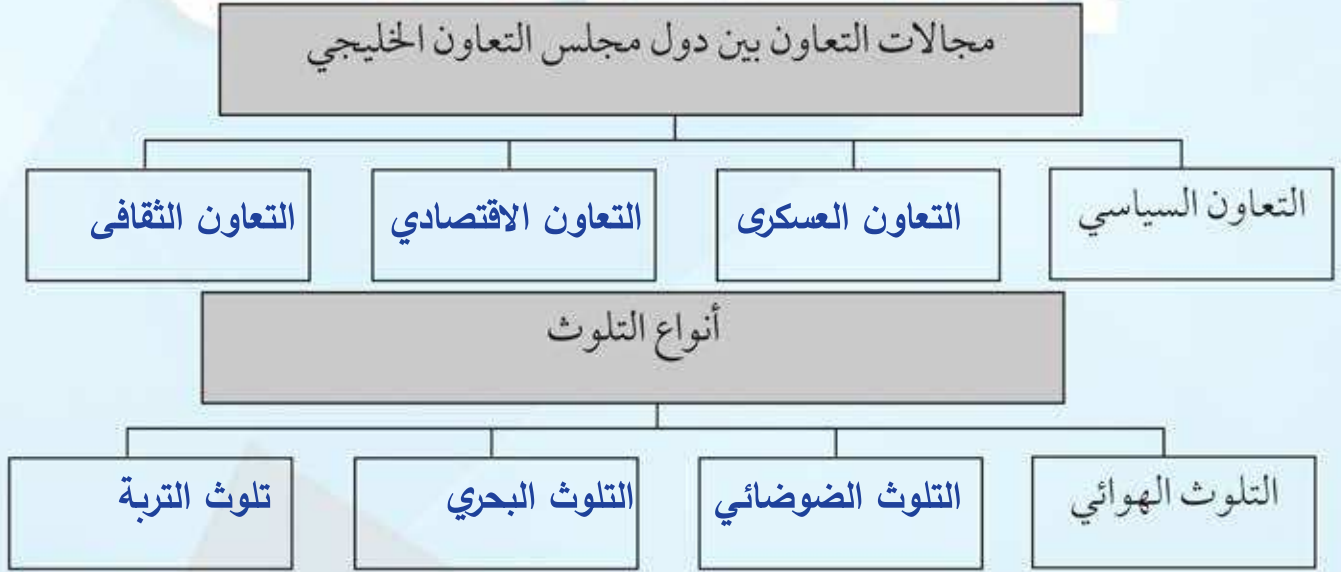 مجالات التعاون بين دول مجلس التعاون الخليجي
التعاون السياسي
التعاون العسكرى
التعاون الاقتصادي
التعاون الثقافى
أنواع التلوث
التلوث الهوائي
التلوث الضوضائي
التلوث البحري
تلوث التربة